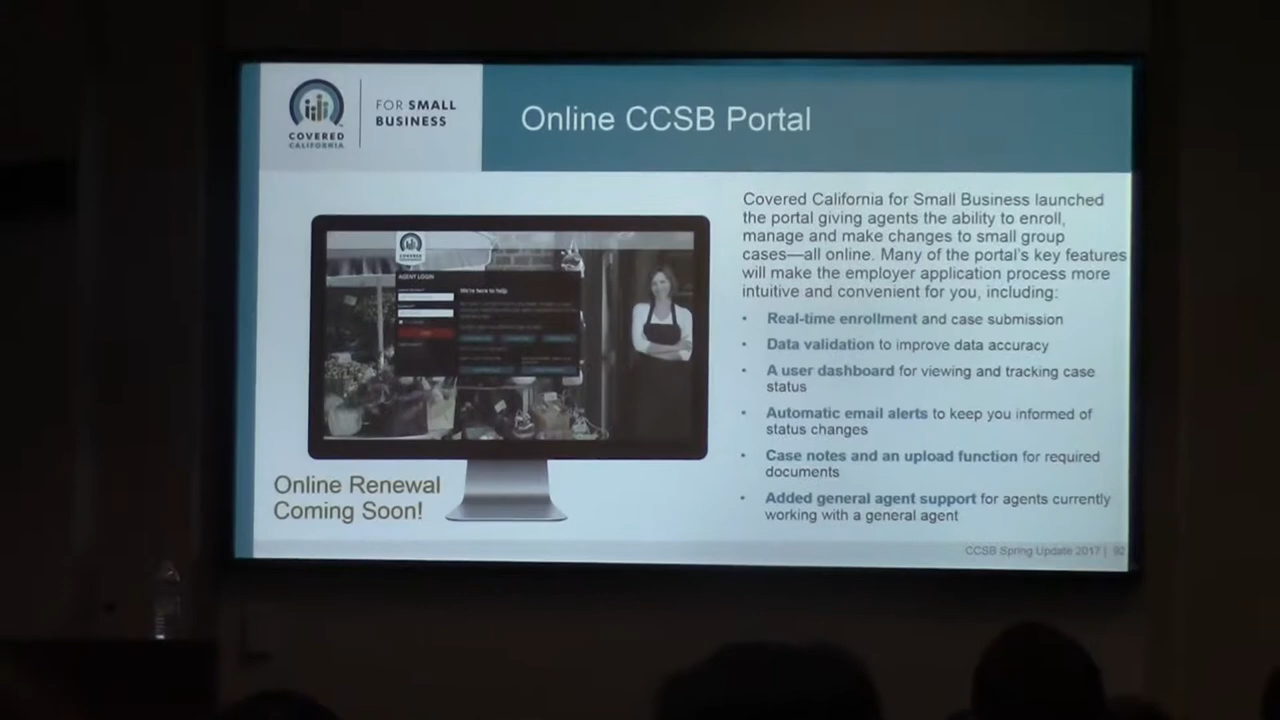 COVERED
CALIFORNIA
FOR SMALL
BUSINESS
Online CCSB Portal
Covered California for Small Business launched
the portal giving agents the ability to enroll,
manage and make changes to small group
cases—all online. Many of the portal's key features
will make the employer application process more
intuitive and convenient for you, including:
• Real-time enrollment and case submission
• Data validation to improve data accuracy
• A user dashboard for viewing and tracking case
status
• Automatic email alerts to keep you informed of
status changes
• Case notes and an upload function for required
documents
• Added general agent support for agents currently
working with a general agent
COVERED
AGENT LOGIN
We're here to help
Online Renewal
Coming Soon!
CCSB Spring Update 2017 | 92